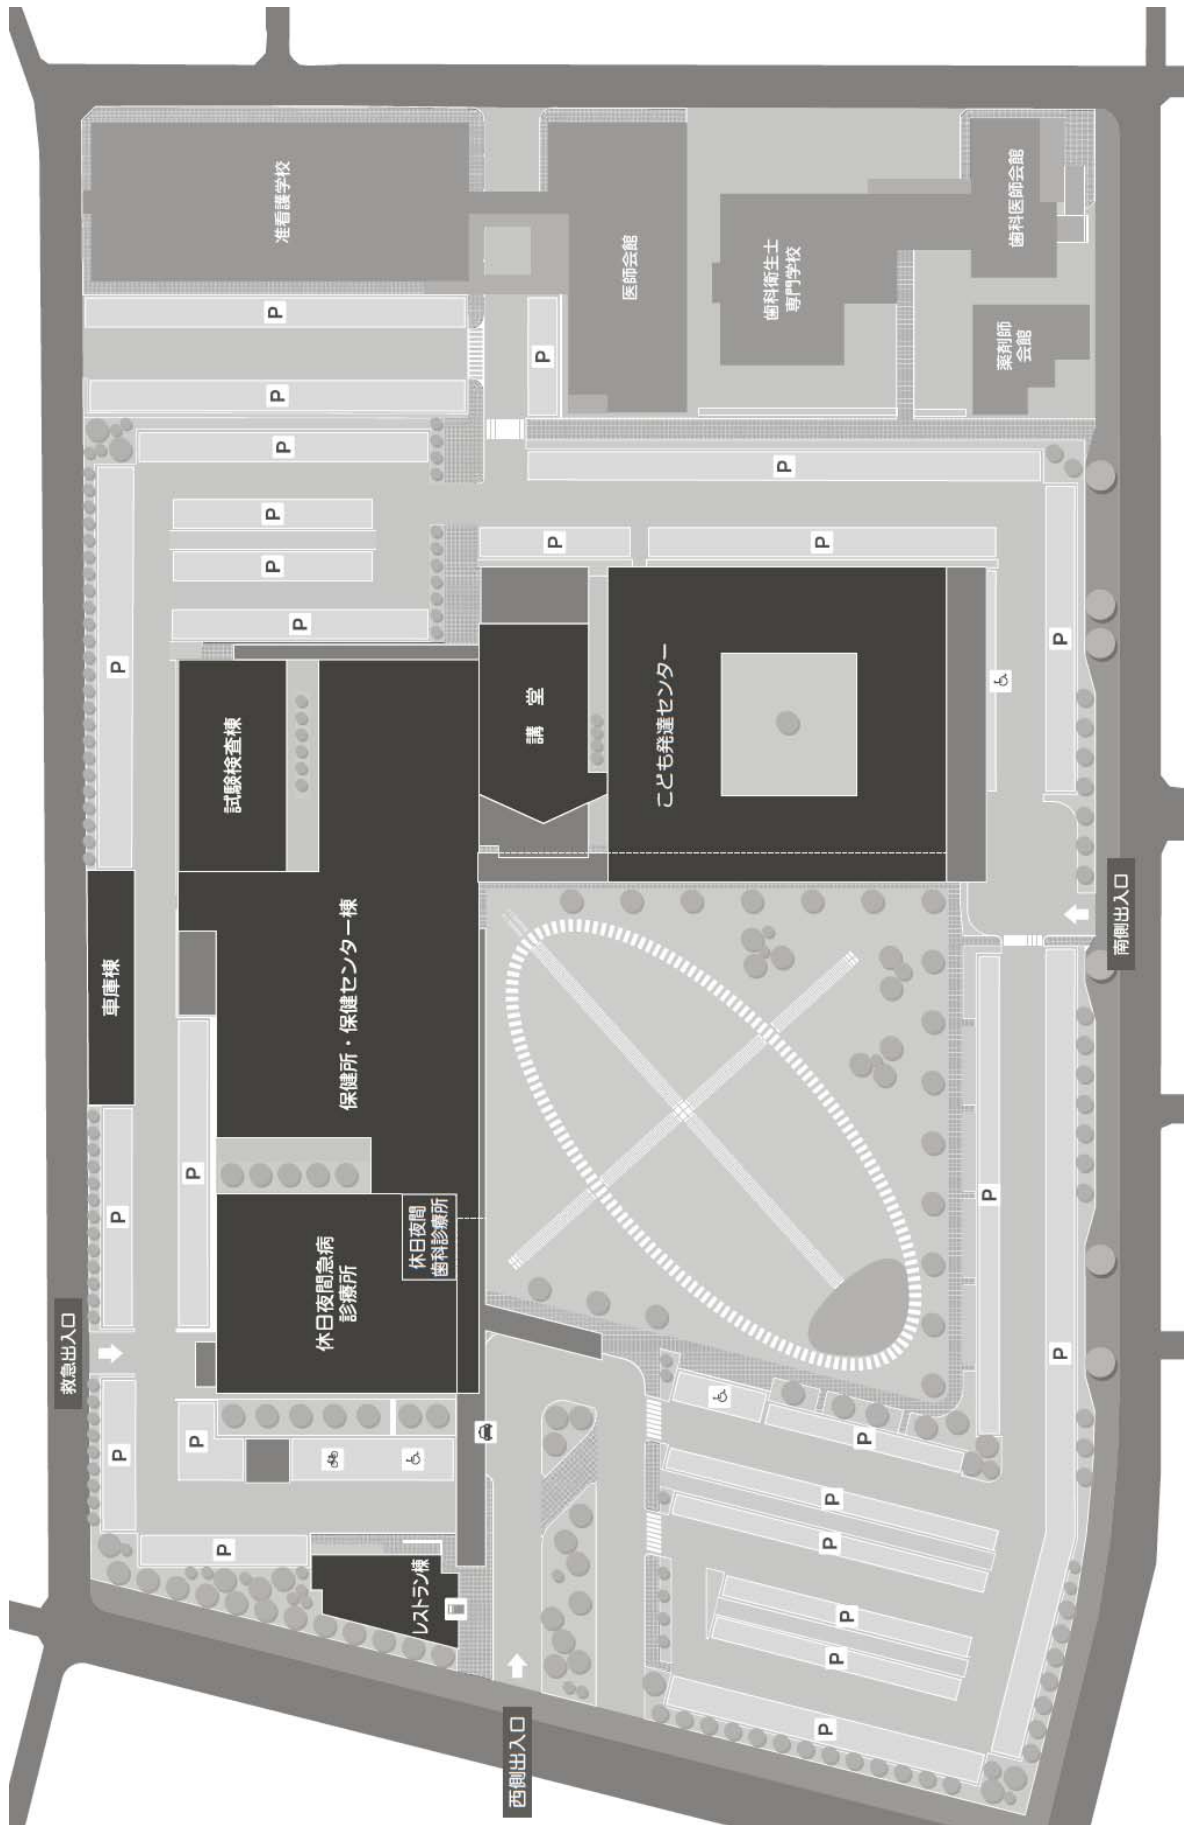 准看護学校
医師会館
歯科衛生士
専門学校
歯科医師会館
薬剤師
会館
P
P
P
P
P
P
P
P
P
P
P
P
試験検査棟
講堂
こども発達センター
車庫棟
保健所・保健センター棟
南側出入口
P
P
P
休日夜間急病
診療所
休日夜間
歯科診療所
救急出入口
P
P
P
P
P
P
P
P
P
P
P
レストラン棟
西側出入口